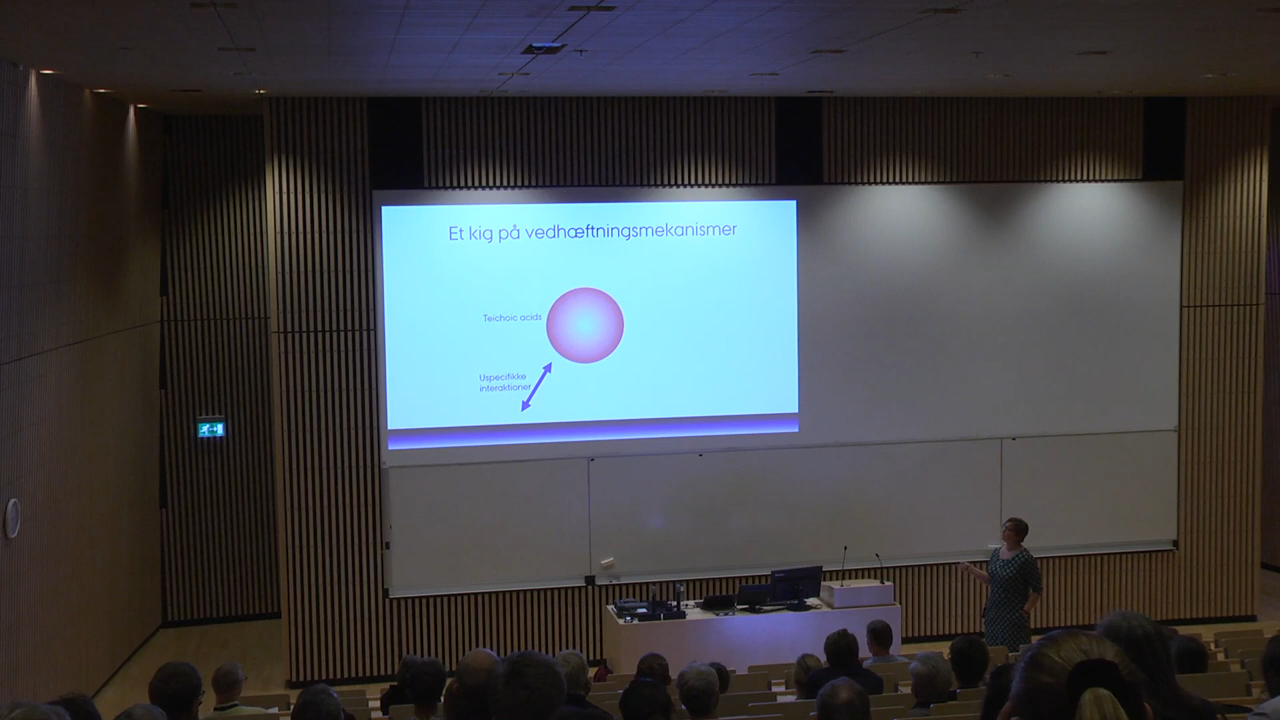 Et kig på vedhæftningsmekanismer
Teichoic acids
Uspecifikke
interaktioner